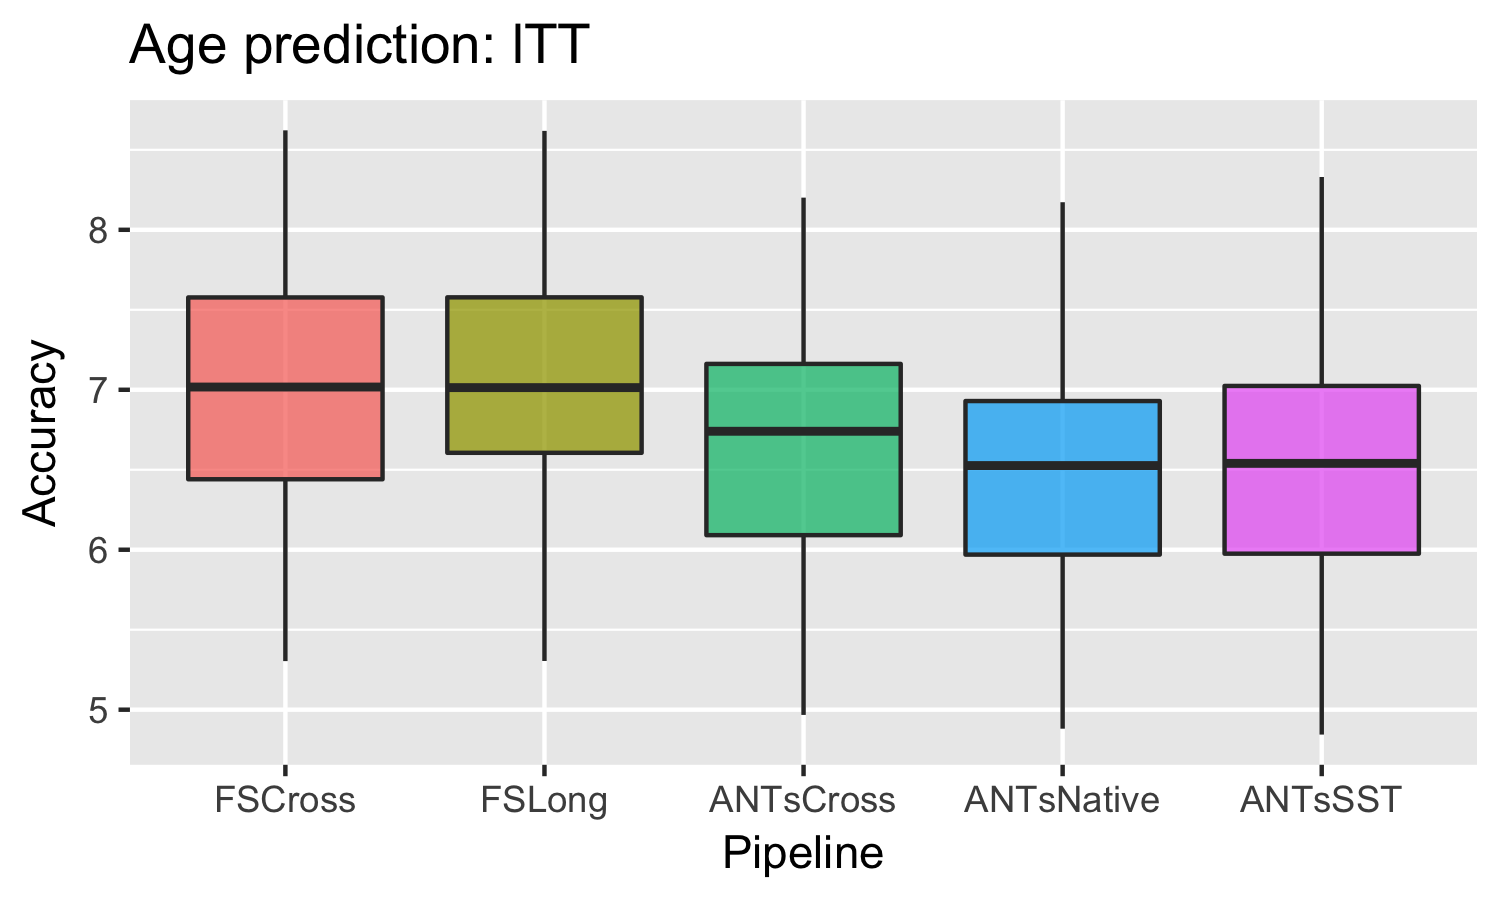 Age prediction: ITT
Accuracy
8
7
6
5
FSCross FSLong ANTsCross ANTsNative ANTsSST
Pipeline